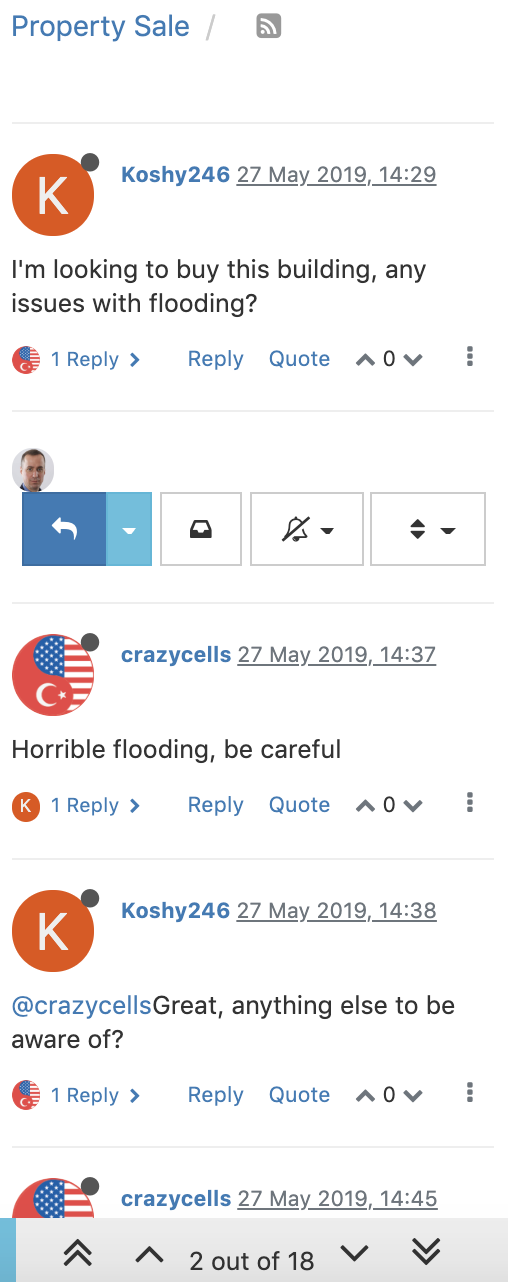 Property Sale /
K
Koshy246 27 May 2019, 14:29
I'm looking to buy this building, any
issues with flooding?
1 Reply Reply Quote 0
crazycells 27 May 2019, 14:37
Horrible flooding, be careful
K 1 Reply Reply Quote 0
K
Koshy246 27 May 2019, 14:38
@crazycellsGreat, anything else to be
aware of?
1 Reply Reply Quote 0
crazycells 27 May 2019, 14:45
2 out of 18